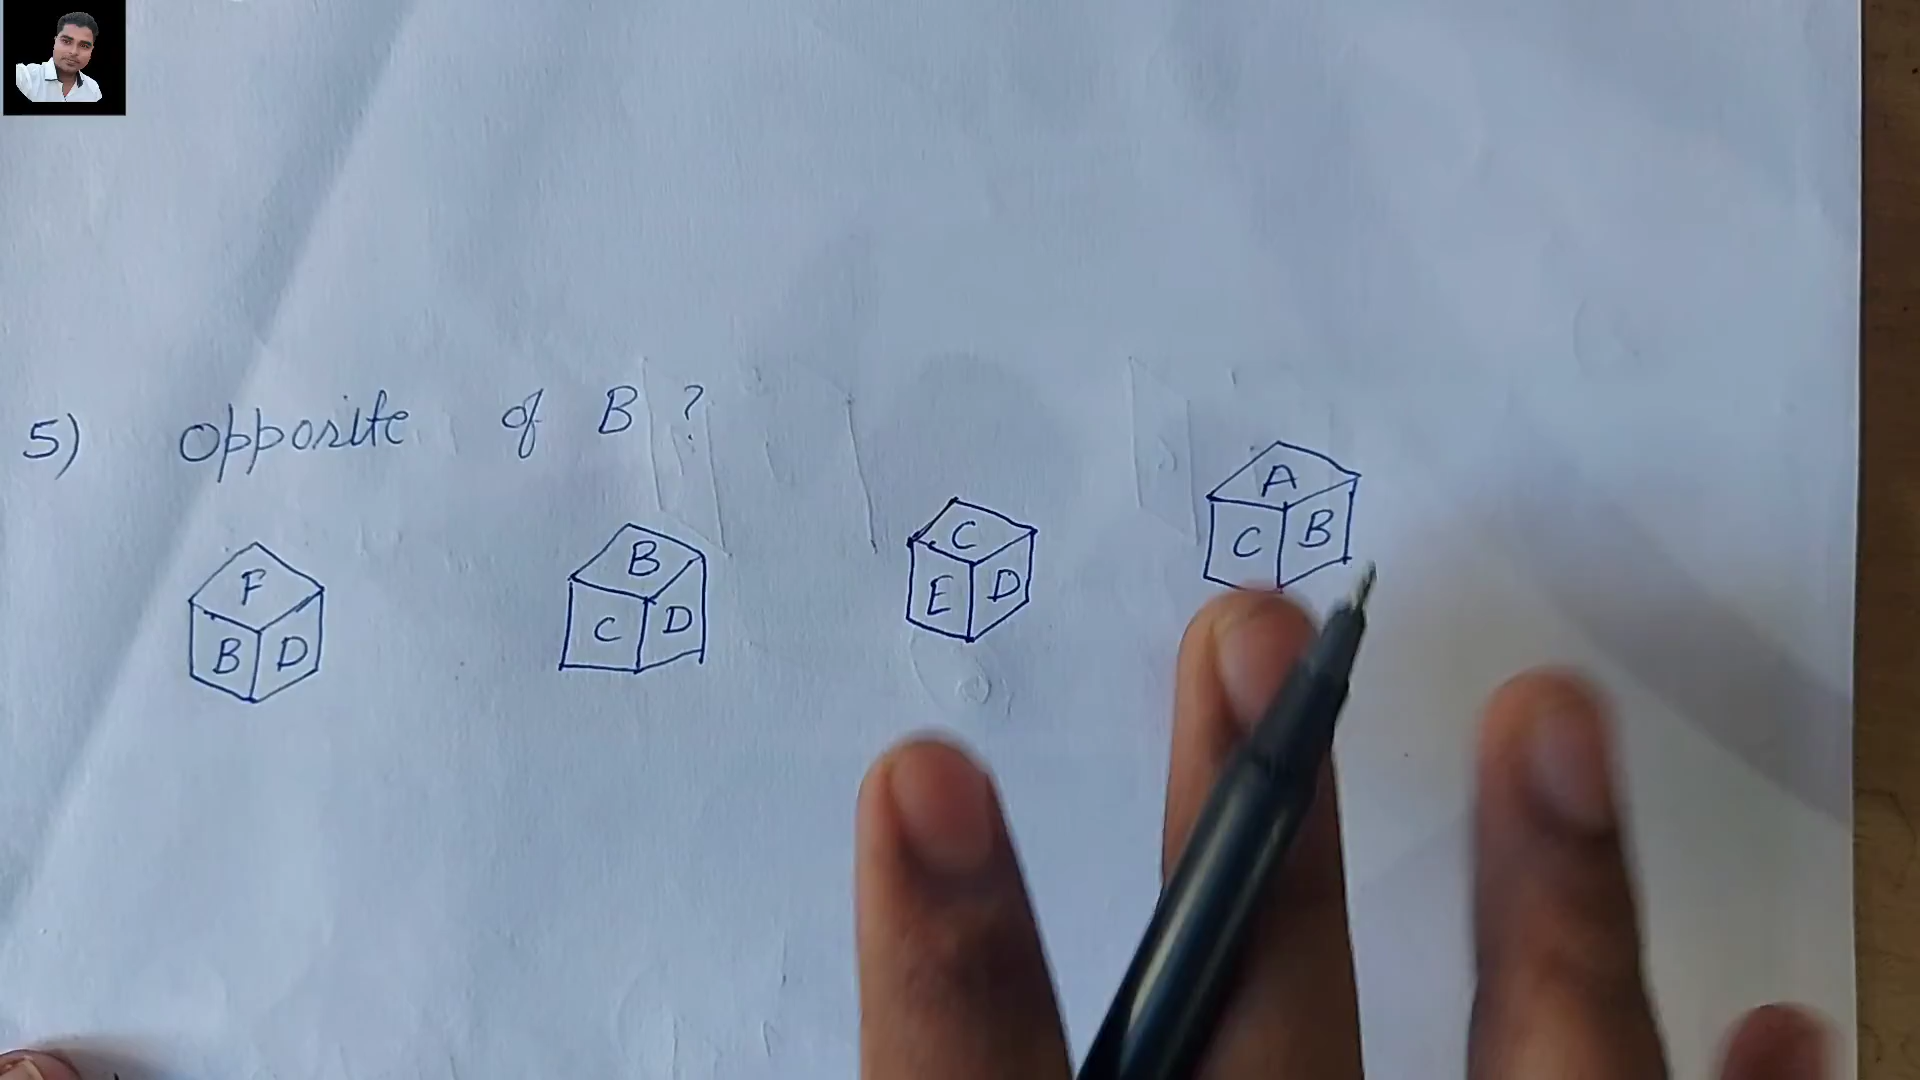 5) Opposite of B ?
F
B D
B
C D
C
E D
A
C B